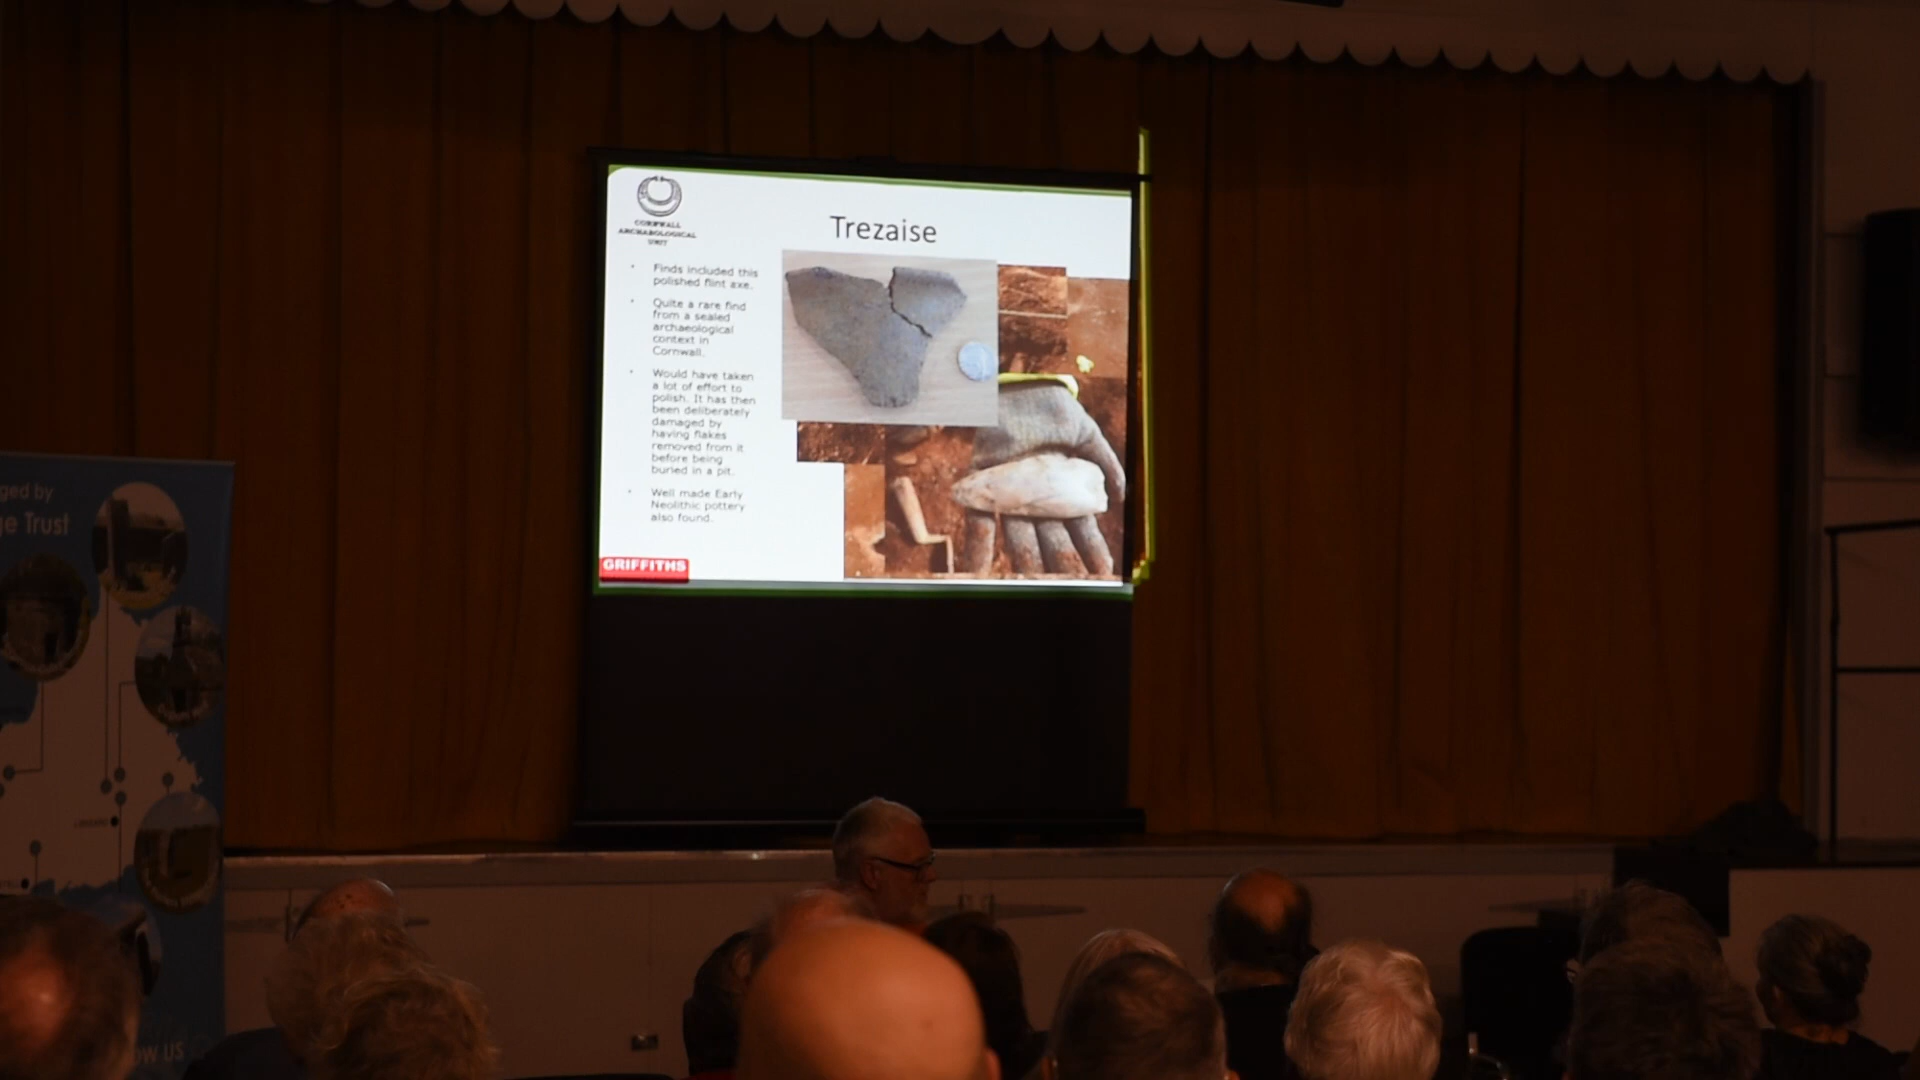 CORNWALL
ARCHAEOLOGICAL
UNIT
Trezaise
Finds included this
polished flint axe.
Quite a rare find
from a sealed
archaeological
context in
Cornwall.
Would have taken
a lot of effort to
polish. It has then
been deliberately
damaged by
having flakes
removed from it
before being
buried in a pit.
Well made Early
Neolithic pottery
also found.
GRIFFITHS
ged by
ge Trust
OW US